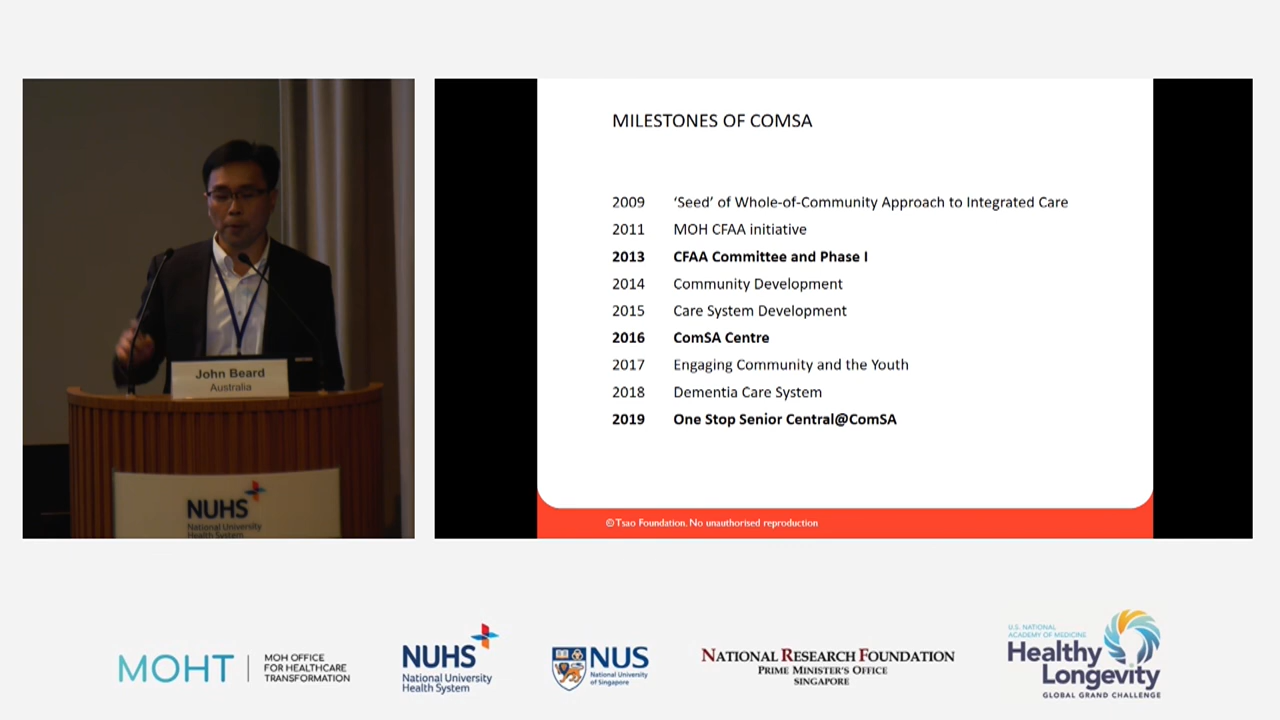 MILESTONES OF COMSA
2009 ‘Seed’ of Whole-of-Community Approach to Integrated Care
2011 MOH CFAA initiative
2013 CFAA Committee and Phase I
2014 Community Development
2015 Care System Development
2016 ComSA Centre
2017 Engaging Community and the Youth
2018 Dementia Care System
2019 One Stop Senior Central@ComSA
© Tsao Foundation. No unauthorised reproduction
John Beard
Australia
NUHS
National University
Health System
MOHT
MOH OFFICE
FOR HEALTHCARE
TRANSFORMATION
NUHS
National University
Health System
NUS
National University
of Singapore
NATIONAL RESEARCH FOUNDATION
PRIME MINISTER'S OFFICE
SINGAPORE
U.S. NATIONAL
ACADEMY OF MEDICINE
Healthy
Longevity
GLOBAL GRAND CHALLENGE